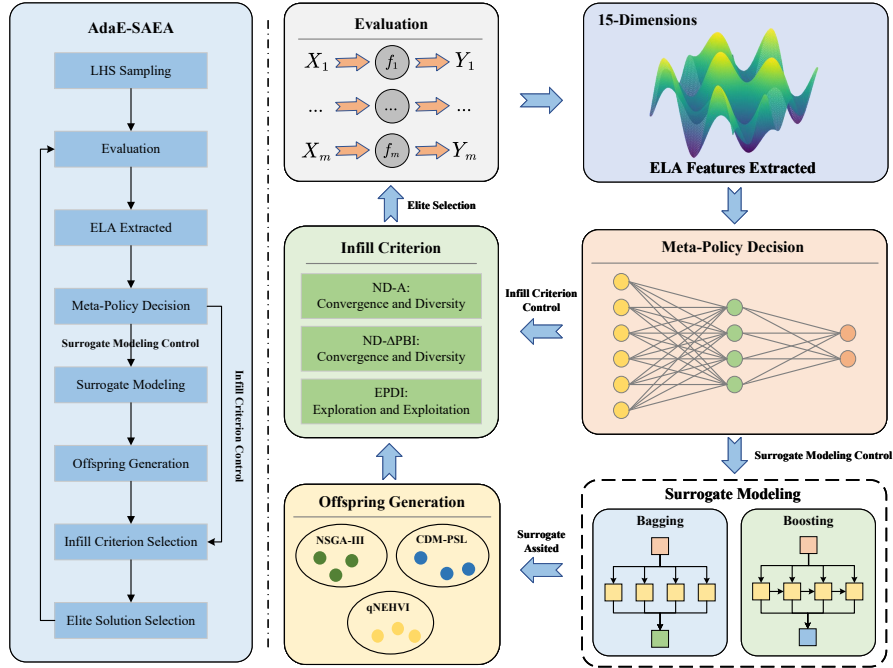 AdaE-SAEA
LHS Sampling
Evaluation
ELA Extracted
Meta-Policy Decision
Surrogate Modeling Control
Surrogate Modeling
Offspring Generation
Infill Criterion Selection
Elite Solution Selection
Infill Criterion Control
Evaluation
X₁ f₁ Y₁
... ... ...
Xₘ fₘ Yₘ
Elite Selection
15-Dimensions
ELA Features Extracted
Infill Criterion
ND-A:
Convergence and Diversity
ND-ΔPBI:
Convergence and Diversity
EPDI:
Exploration and Exploitation
Infill Criterion
Control
Meta-Policy Decision
Surrogate Modeling Control
Offspring Generation
NSGA-III
CDM-PSL
qNEHVI
Surrogate
Assited
Surrogate Modeling
Bagging
Boosting